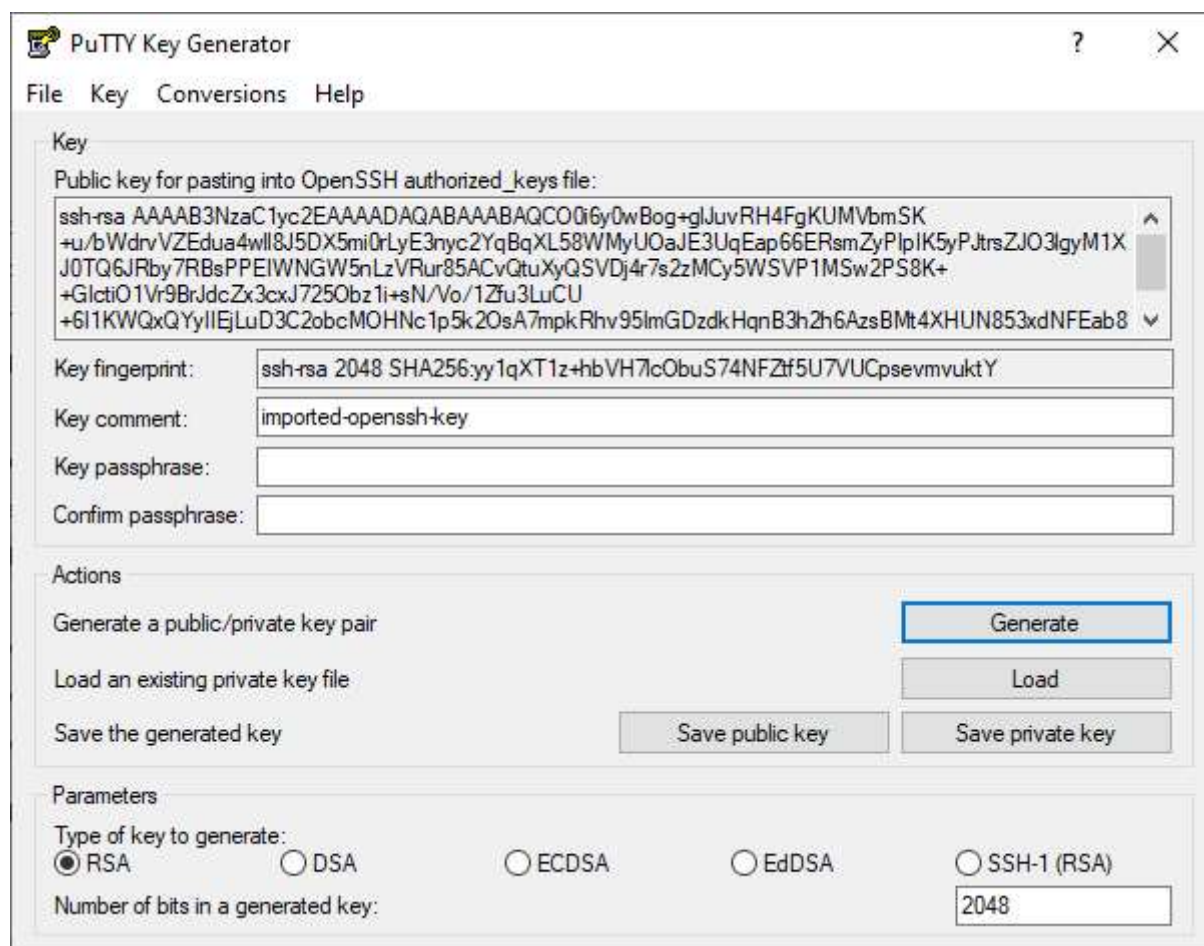 PuTTY Key Generator
?
File Key Conversions Help
Key
Public key for pasting into OpenSSH authorized_keys file:
ssh-rsa AAAAB3NzaC1yc2EAAAADAQABAAABAQCO0i6y0wBog+glJuvRH4FgKUMVbmSK
+u/bWdrvVZEdua4wll8J5DX5mi0rLyE3nyc2YqBqXL58WMyUOaJE3UqEap66ERsmZyPlpIK5yPJtrsZJO3lgyM1X
J0TQ6JRby7RBsPPEIWNGW5nLzVRur85ACvQtuXyQSVDj4r7s2zMCy5WSVP1MSw2PS8K+
+GlctiO1Vr9BrJdcZx3cxJ725Obz1i+sN/Vo/1Zfu3LuCU
+6I1KWQxQYyIIEjLuD3C2obcMOHNc1p5k2OsA7mpkRhv95lmGDzdkHqnB3h2h6AzsBMt4XHUN853xdNFEab8
Key fingerprint: ssh-rsa 2048 SHA256:yy1qXT1z+hbVH7lcObuS74NFZtf5U7VUCpsevmvuktY
Key comment: imported-openssh-key
Key passphrase:
Confirm passphrase:
Actions
Generate a public/private key pair Generate
Load an existing private key file Load
Save the generated key Save public key Save private key
Parameters
Type of key to generate:
RSA DSA ECDSA EdDSA SSH-1 (RSA)
Number of bits in a generated key: 2048